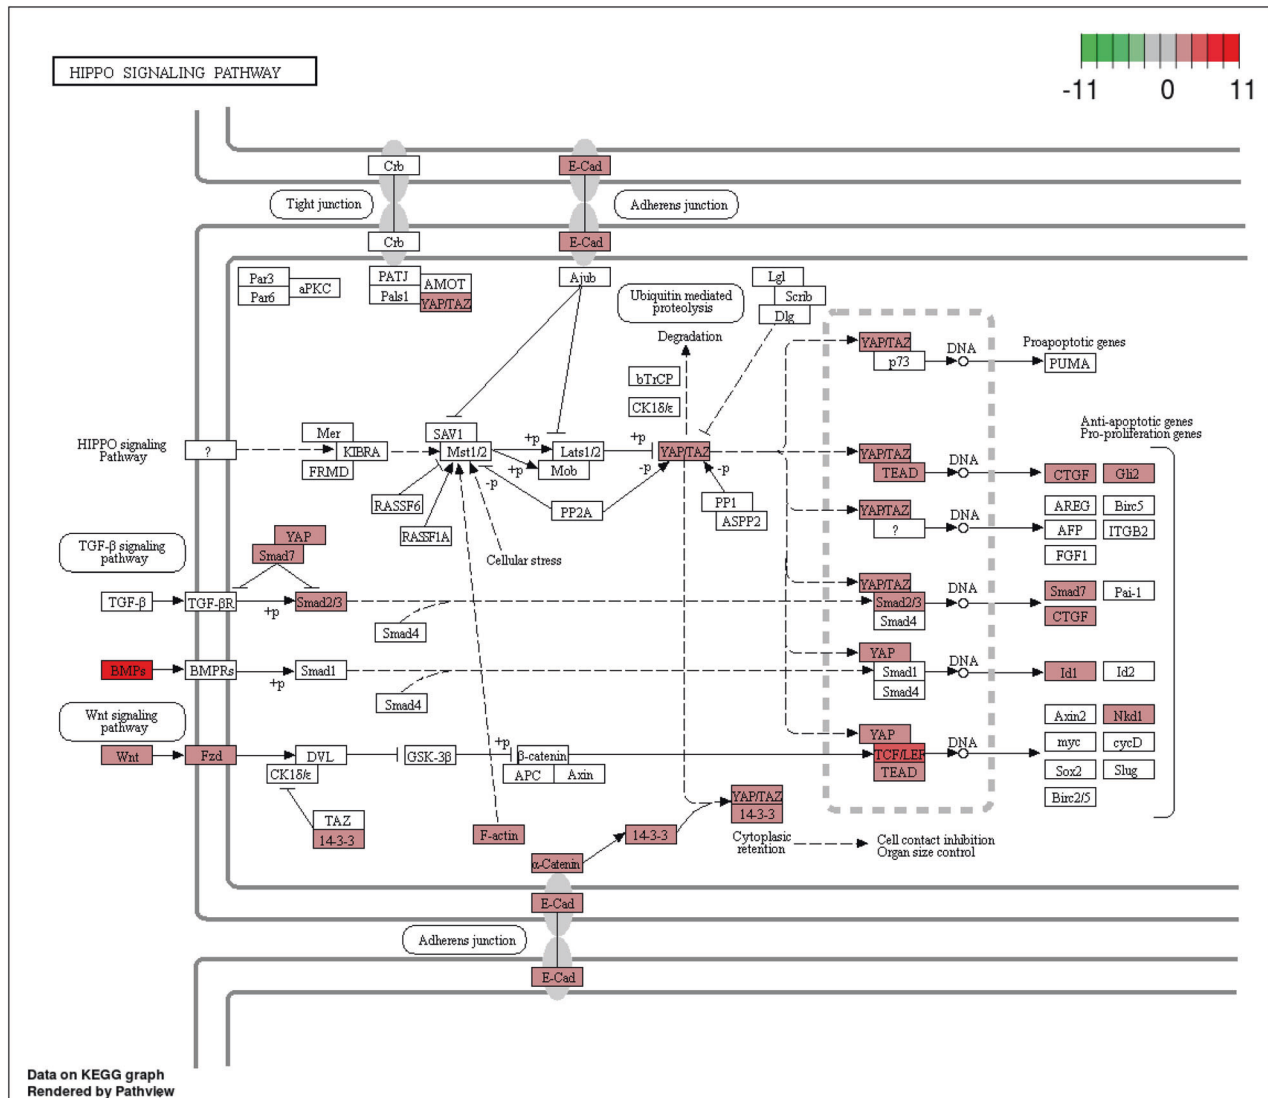 HIPPO SIGNALING PATHWAY
-11 0 11
Crb
E-Cad
Tight junction
Adherens junction
Crb
E-Cad
Par3
aPKC
Par6
PATJ
AMOT
Pals1
YAP/TAZ
Ajub
Ubiquitin mediated
proteolysis
Lgl
Scrib
Dlg
Degradation
bTrCP
CK1δ/ε
YAP/TAZ
p73
DNA
Proapoptotic genes
PUMA
HIPPO signaling
Pathway
?
Mer
KIBRA
FRMD
SAV1
Mst1/2
+p
+p
Lats1/2
Mob
+p
-p
YAP/TAZ
-p
-p
RASSF6
RASSF1A
PP2A
PP1
ASPP2
Cellular stress
Anti-apoptotic genes
Pro-proliferation genes
YAP/TAZ
TEAD
DNA
CTGF
Gli2
YAP/TAZ
?
DNA
AREG
Birc5
AFP
ITGB2
FGF1
TGF-β signaling
pathway
YAP
Smad7
TGF-β
TGF-βR
+p
Smad2/3
Smad4
YAP/TAZ
Smad2/3
Smad4
DNA
Smad7
Pai-1
CTGF
BMPs
BMPRs
+p
Smad1
Smad4
YAP
Smad1
Smad4
DNA
Id1
Id2
Wnt signaling
pathway
Wnt
Fzd
DVL
CK1δ/ε
GSK-3β
+p
β-catenin
APC
Axin
YAP
TCF/LEF
TEAD
DNA
Axin2
Nkd1
myc
cycD
Sox2
Slug
Birc2/5
TAZ
14-3-3
F-actin
α-Catenin
14-3-3
YAP/TAZ
14-3-3
Cytoplasic
retention
Cell contact inhibition
Organ size control
E-Cad
Adherens junction
E-Cad
Data on KEGG graph
Rendered by Pathview